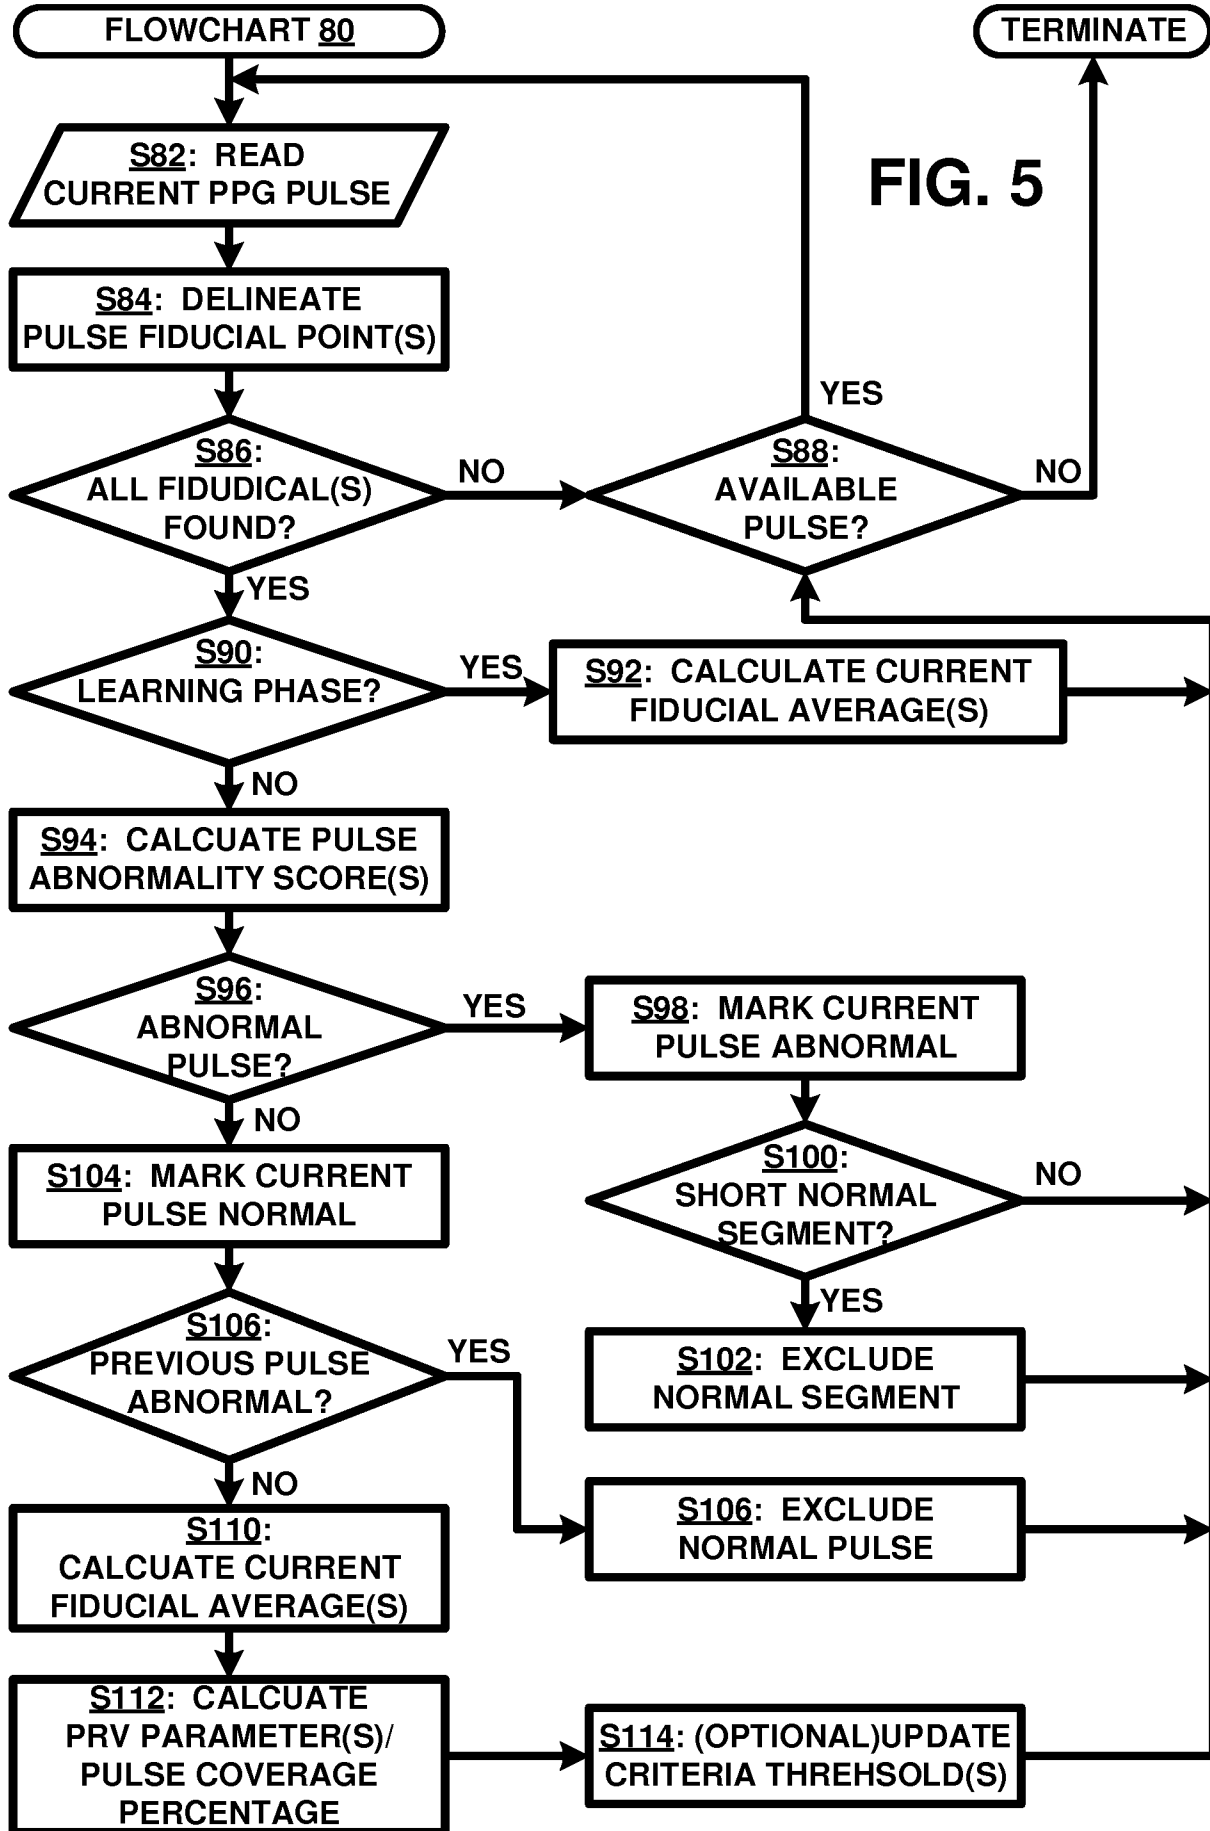 FLOWCHART 80
TERMINATE
S82: READ
CURRENT PPG PULSE
FIG. 5
S84: DELINEATE
PULSE FIDUCIAL POINT(S)
S86:
ALL FIDUDICAL(S)
FOUND?
NO
S88:
AVAILABLE
PULSE?
YES
NO
YES
S90:
LEARNING PHASE?
YES
S92: CALCULATE CURRENT
FIDUCIAL AVERAGE(S)
NO
S94: CALCUATE PULSE
ABNORMALITY SCORE(S)
S96:
ABNORMAL
PULSE?
YES
S98: MARK CURRENT
PULSE ABNORMAL
NO
S100:
SHORT NORMAL
SEGMENT?
NO
YES
S102: EXCLUDE
NORMAL SEGMENT
S104: MARK CURRENT
PULSE NORMAL
S106:
PREVIOUS PULSE
ABNORMAL?
YES
S106: EXCLUDE
NORMAL PULSE
NO
S110:
CALCUATE CURRENT
FIDUCIAL AVERAGE(S)
S112: CALCUATE
PRV PARAMETER(S)/
PULSE COVERAGE
PERCENTAGE
S114: (OPTIONAL)UPDATE
CRITERIA THREHSOLD(S)